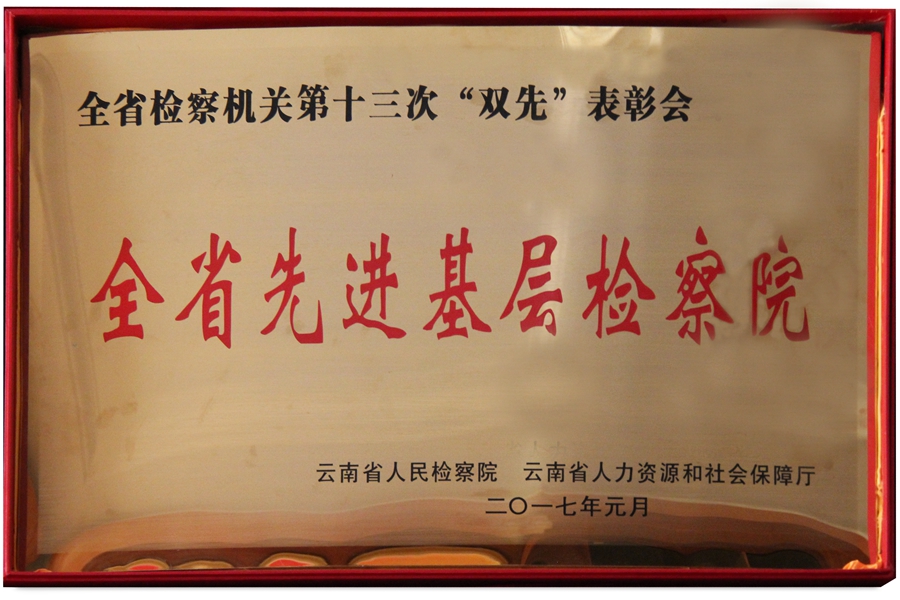 全省检察机关第十三次“双先”表彰会
全省先进基层检察院
云南省人民检察院 云南省人力资源和社会保障厅
二〇一七年元月